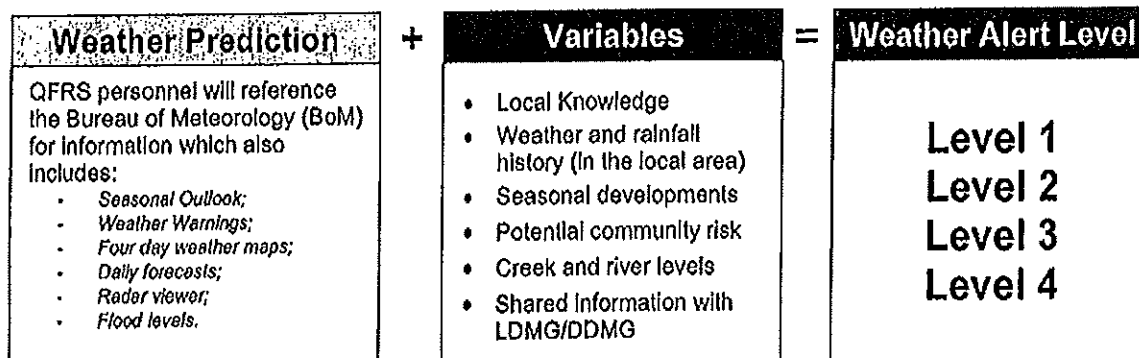 Weather Prediction
QFRS personnel will reference
the Bureau of Meteorology (BoM)
for information which also
includes:
- Seasonal Outlook;
- Weather Warnings;
- Four day weather maps;
- Daily forecasts;
- Radar viewer;
- Flood levels.
+
Variables
• Local Knowledge
• Weather and rainfall
history (in the local area)
• Seasonal developments
• Potential community risk
• Creek and river levels
• Shared information with
LDMG/DDMG
=
Weather Alert Level
Level 1
Level 2
Level 3
Level 4